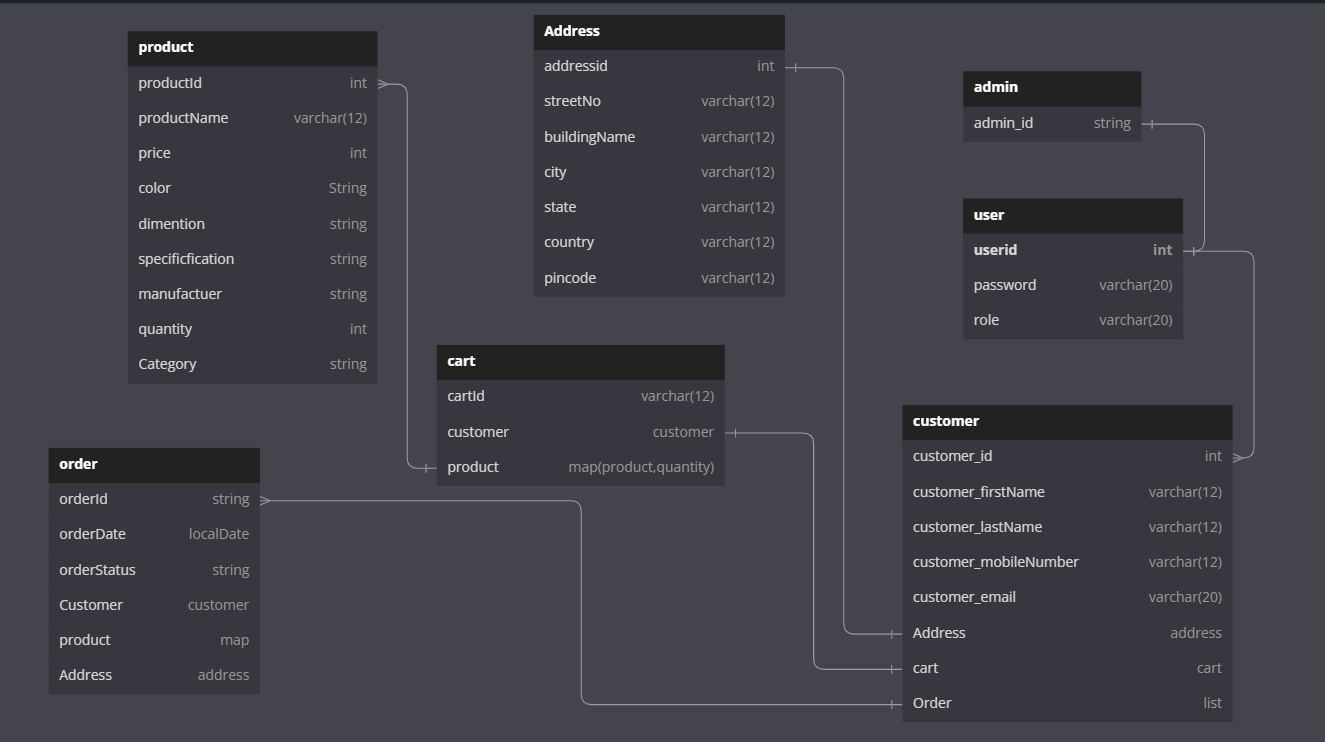 product
productId int
productName varchar(12)
price int
color String
dimention string
specificfication string
manufactuer string
quantity int
Category string
Address
addressid int
streetNo varchar(12)
buildingName varchar(12)
city varchar(12)
state varchar(12)
country varchar(12)
pincode varchar(12)
admin
admin_id string
user
userid int
password varchar(20)
role varchar(20)
cart
cartId varchar(12)
customer customer
product map(product,quantity)
order
orderId string
orderDate localDate
orderStatus string
Customer customer
product map
Address address
customer
customer_id int
customer_firstName varchar(12)
customer_lastName varchar(12)
customer_mobileNumber varchar(12)
customer_email varchar(20)
Address address
cart cart
Order list